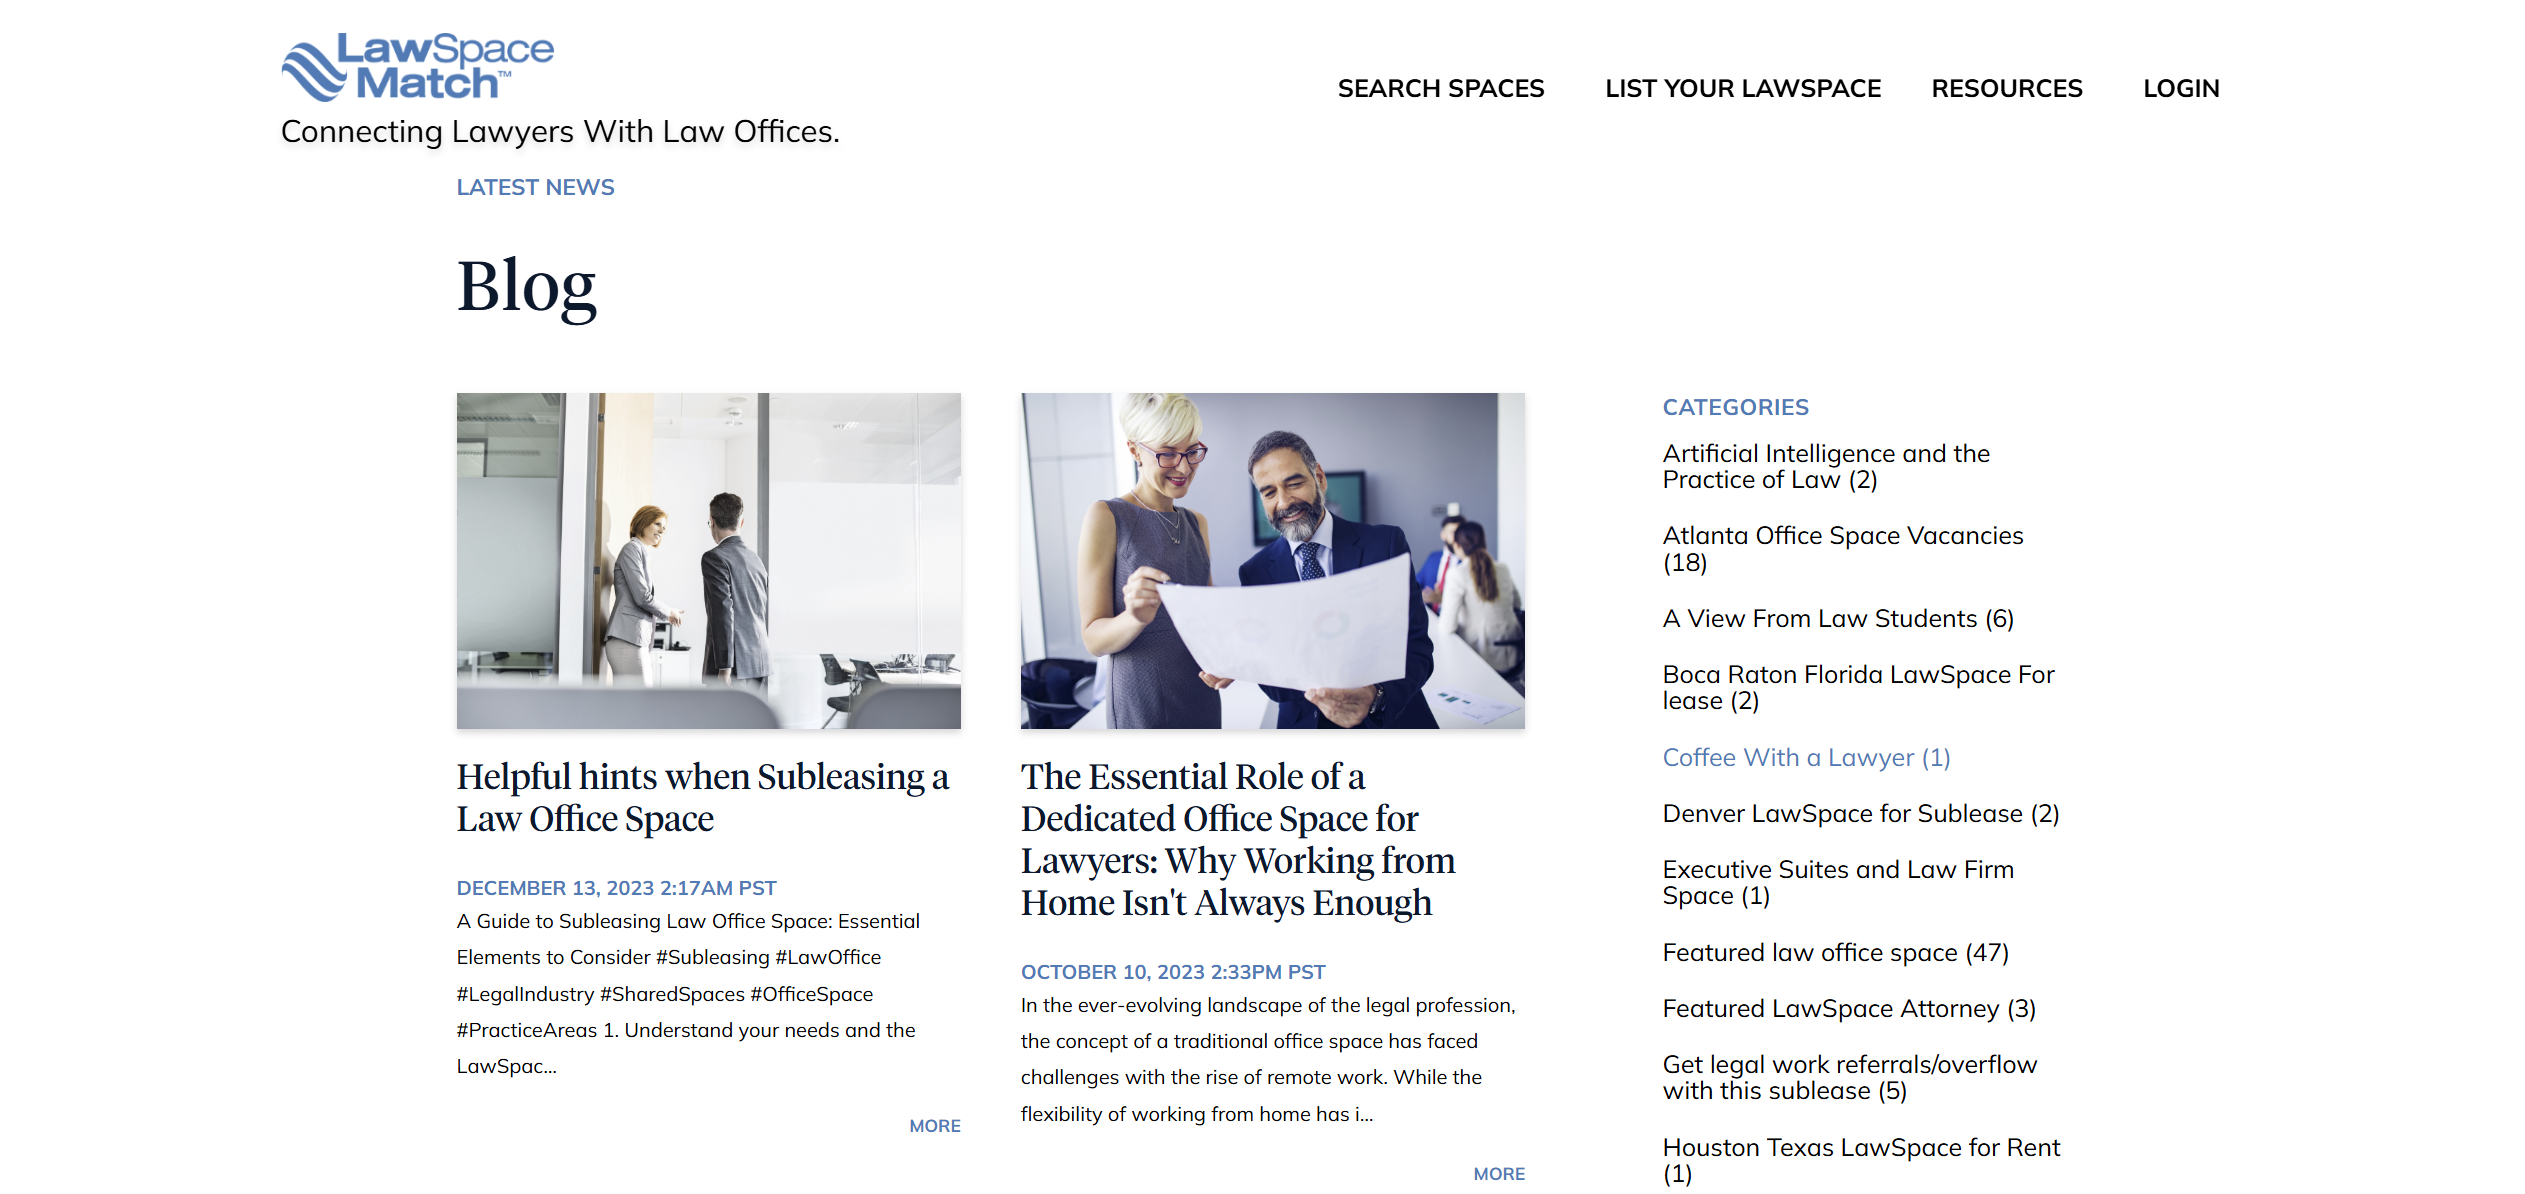 LawSpace
Match™
Connecting Lawyers With Law Offices.
SEARCH SPACES
LIST YOUR LAWSPACE
RESOURCES
LOGIN
LATEST NEWS
Blog
Helpful hints when Subleasing a
Law Office Space
DECEMBER 13, 2023 2:17AM PST
A Guide to Subleasing Law Office Space: Essential
Elements to Consider #Subleasing #LawOffice
#LegalIndustry #SharedSpaces #OfficeSpace
#PracticeAreas 1. Understand your needs and the
LawSpac...
MORE
The Essential Role of a
Dedicated Office Space for
Lawyers: Why Working from
Home Isn't Always Enough
OCTOBER 10, 2023 2:33PM PST
In the ever-evolving landscape of the legal profession,
the concept of a traditional office space has faced
challenges with the rise of remote work. While the
flexibility of working from home has i...
MORE
CATEGORIES
Artificial Intelligence and the
Practice of Law (2)
Atlanta Office Space Vacancies
(18)
A View From Law Students (6)
Boca Raton Florida LawSpace For
lease (2)
Coffee With a Lawyer (1)
Denver LawSpace for Sublease (2)
Executive Suites and Law Firm
Space (1)
Featured law office space (47)
Featured LawSpace Attorney (3)
Get legal work referrals/overflow
with this sublease (5)
Houston Texas LawSpace for Rent
(1)